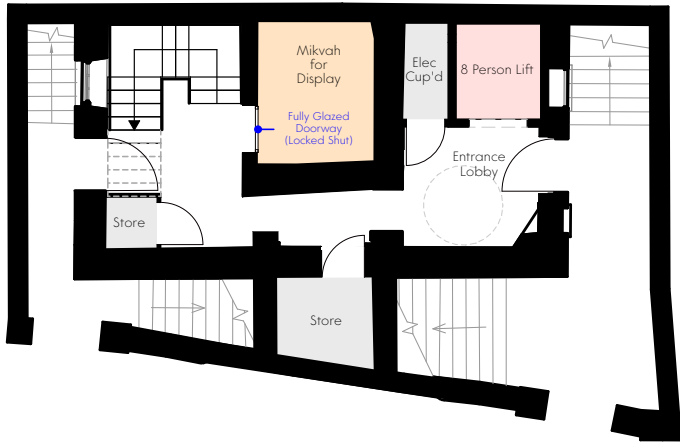 Mikvah
for
Display
Fully Glazed
Doorway
(Locked Shut)
Elec
Cup'd
8 Person Lift
Entrance
Lobby
Store
Store